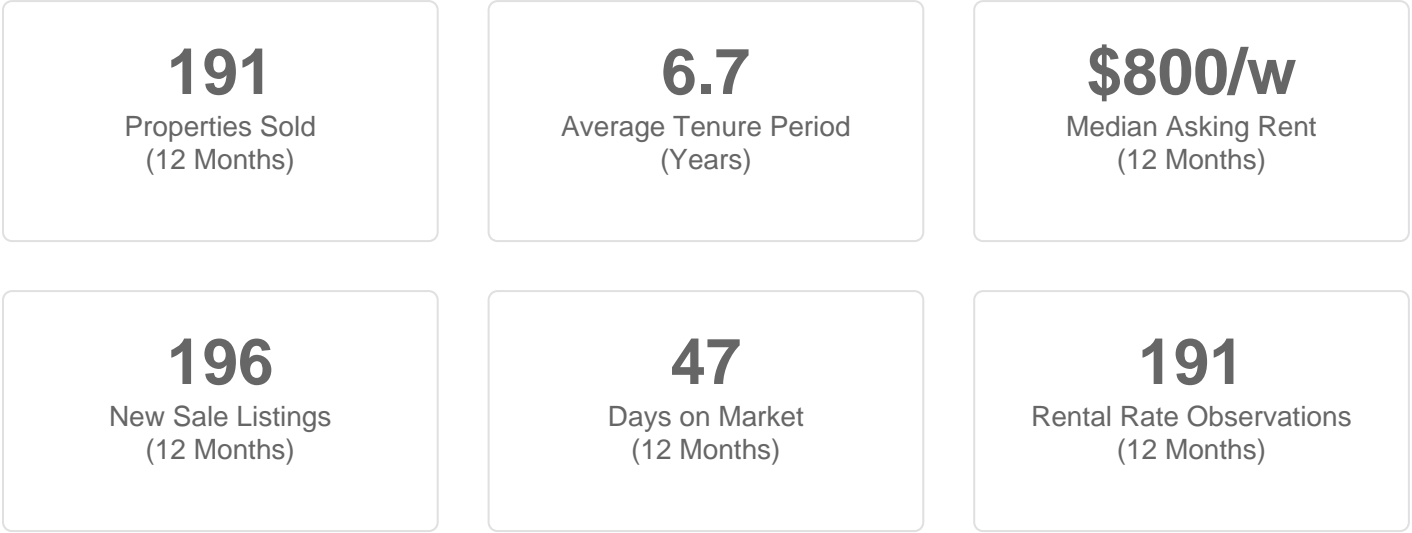 191
Properties Sold
(12 Months)
6.7
Average Tenure Period
(Years)
$800/w
Median Asking Rent
(12 Months)
196
New Sale Listings
(12 Months)
47
Days on Market
(12 Months)
191
Rental Rate Observations
(12 Months)